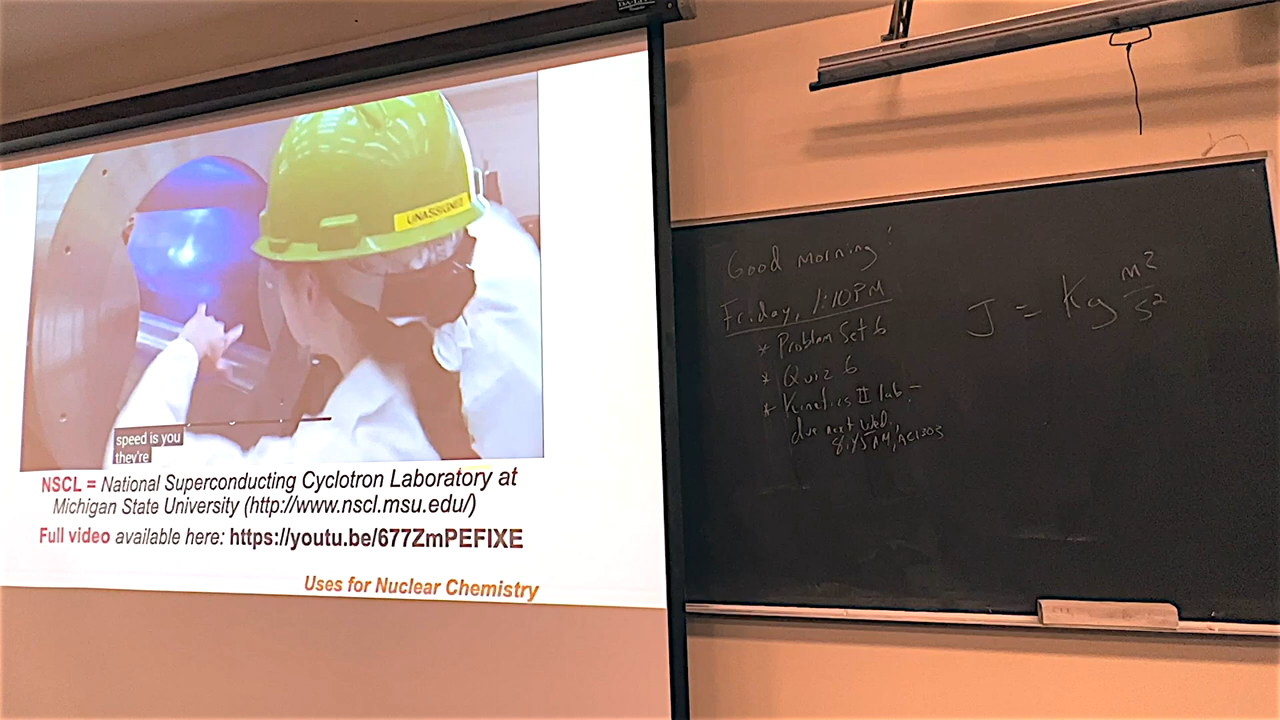 UNASSIGNED
speed is you
they're
NSCL = National Superconducting Cyclotron Laboratory at
Michigan State University (http://www.nscl.msu.edu/)
Full video available here: https://youtu.be/677ZmPEFIXE
Uses for Nuclear Chemistry
Good morning!
Friday, 1:10PM
* Problem Set 6
* Quiz 6
* Kinetics II lab -
due next Wed.
8:45AM, AC1303
J = Kg m²/s²